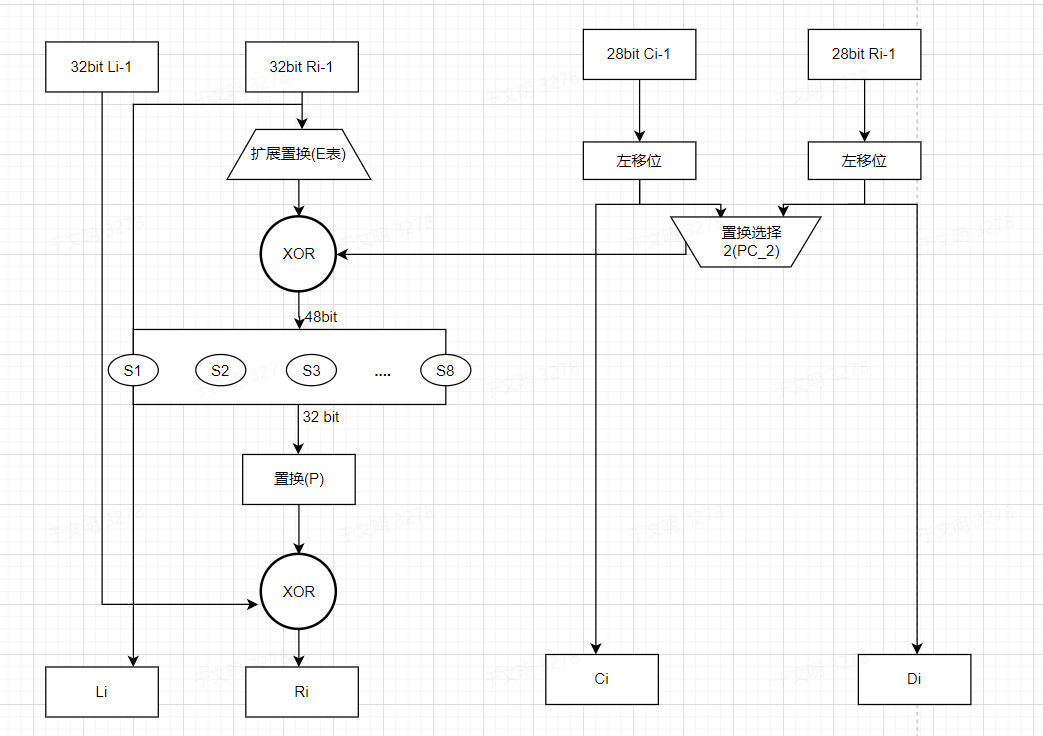 32bit Li-1
32bit Ri-1
28bit Ci-1
28bit Ri-1
扩展置换(E表)
左移位
左移位
置换选择
2(PC_2)
XOR
48bit
S1
S2
S3
....
S8
32 bit
置换(P)
XOR
Li
Ri
Ci
Di